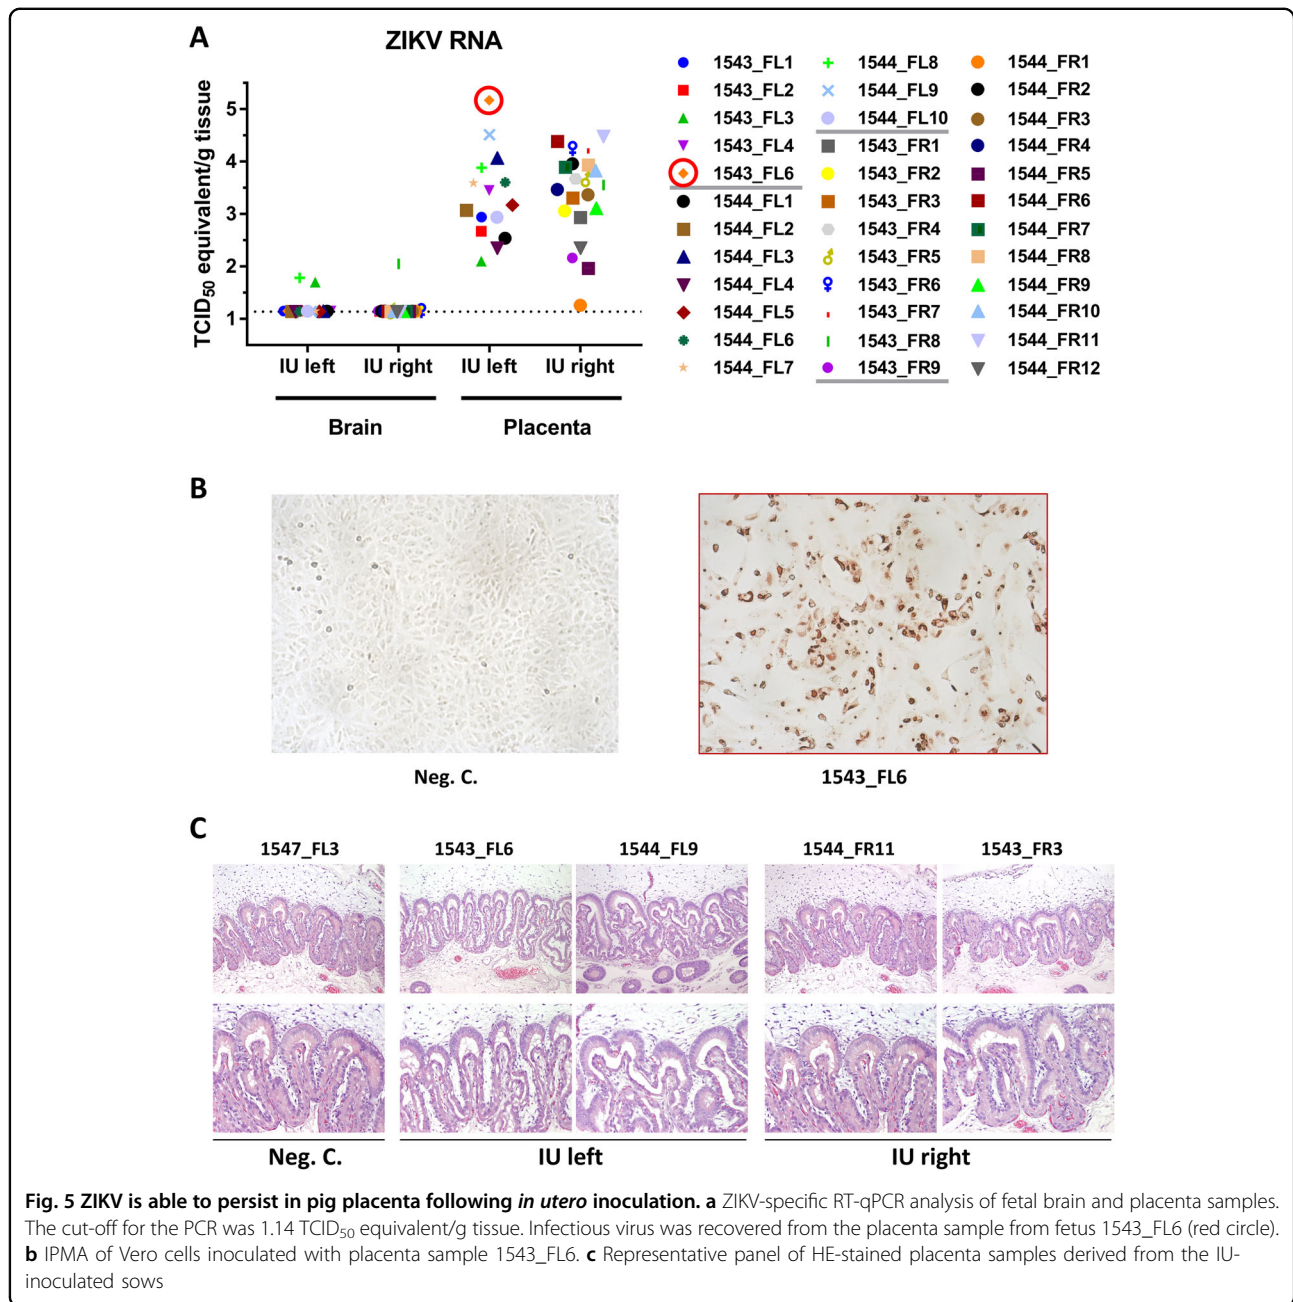 A
ZIKV RNA
TCID50 equivalent/g tissue
5
4
3
2
1
IU left
IU right
IU left
IU right
Brain
Placenta
1543_FL1
1543_FL2
1543_FL3
1543_FL4
1543_FL6
1544_FL1
1544_FL2
1544_FL3
1544_FL4
1544_FL5
1544_FL6
1544_FL7
1544_FL8
1544_FL9
1544_FL10
1543_FR1
1543_FR2
1543_FR3
1543_FR4
1543_FR5
1543_FR6
1543_FR7
1543_FR8
1543_FR9
1544_FR1
1544_FR2
1544_FR3
1544_FR4
1544_FR5
1544_FR6
1544_FR7
1544_FR8
1544_FR9
1544_FR10
1544_FR11
1544_FR12
B
Neg. C.
1543_FL6
C
1547_FL3
1543_FL6
1544_FL9
1544_FR11
1543_FR3
Neg. C.
IU left
IU right
Fig. 5 ZIKV is able to persist in pig placenta following in utero inoculation. a ZIKV-specific RT-qPCR analysis of fetal brain and placenta samples.
The cut-off for the PCR was 1.14 TCID50 equivalent/g tissue. Infectious virus was recovered from the placenta sample from fetus 1543_FL6 (red circle).
b IPMA of Vero cells inoculated with placenta sample 1543_FL6. c Representative panel of HE-stained placenta samples derived from the IU-
inoculated sows